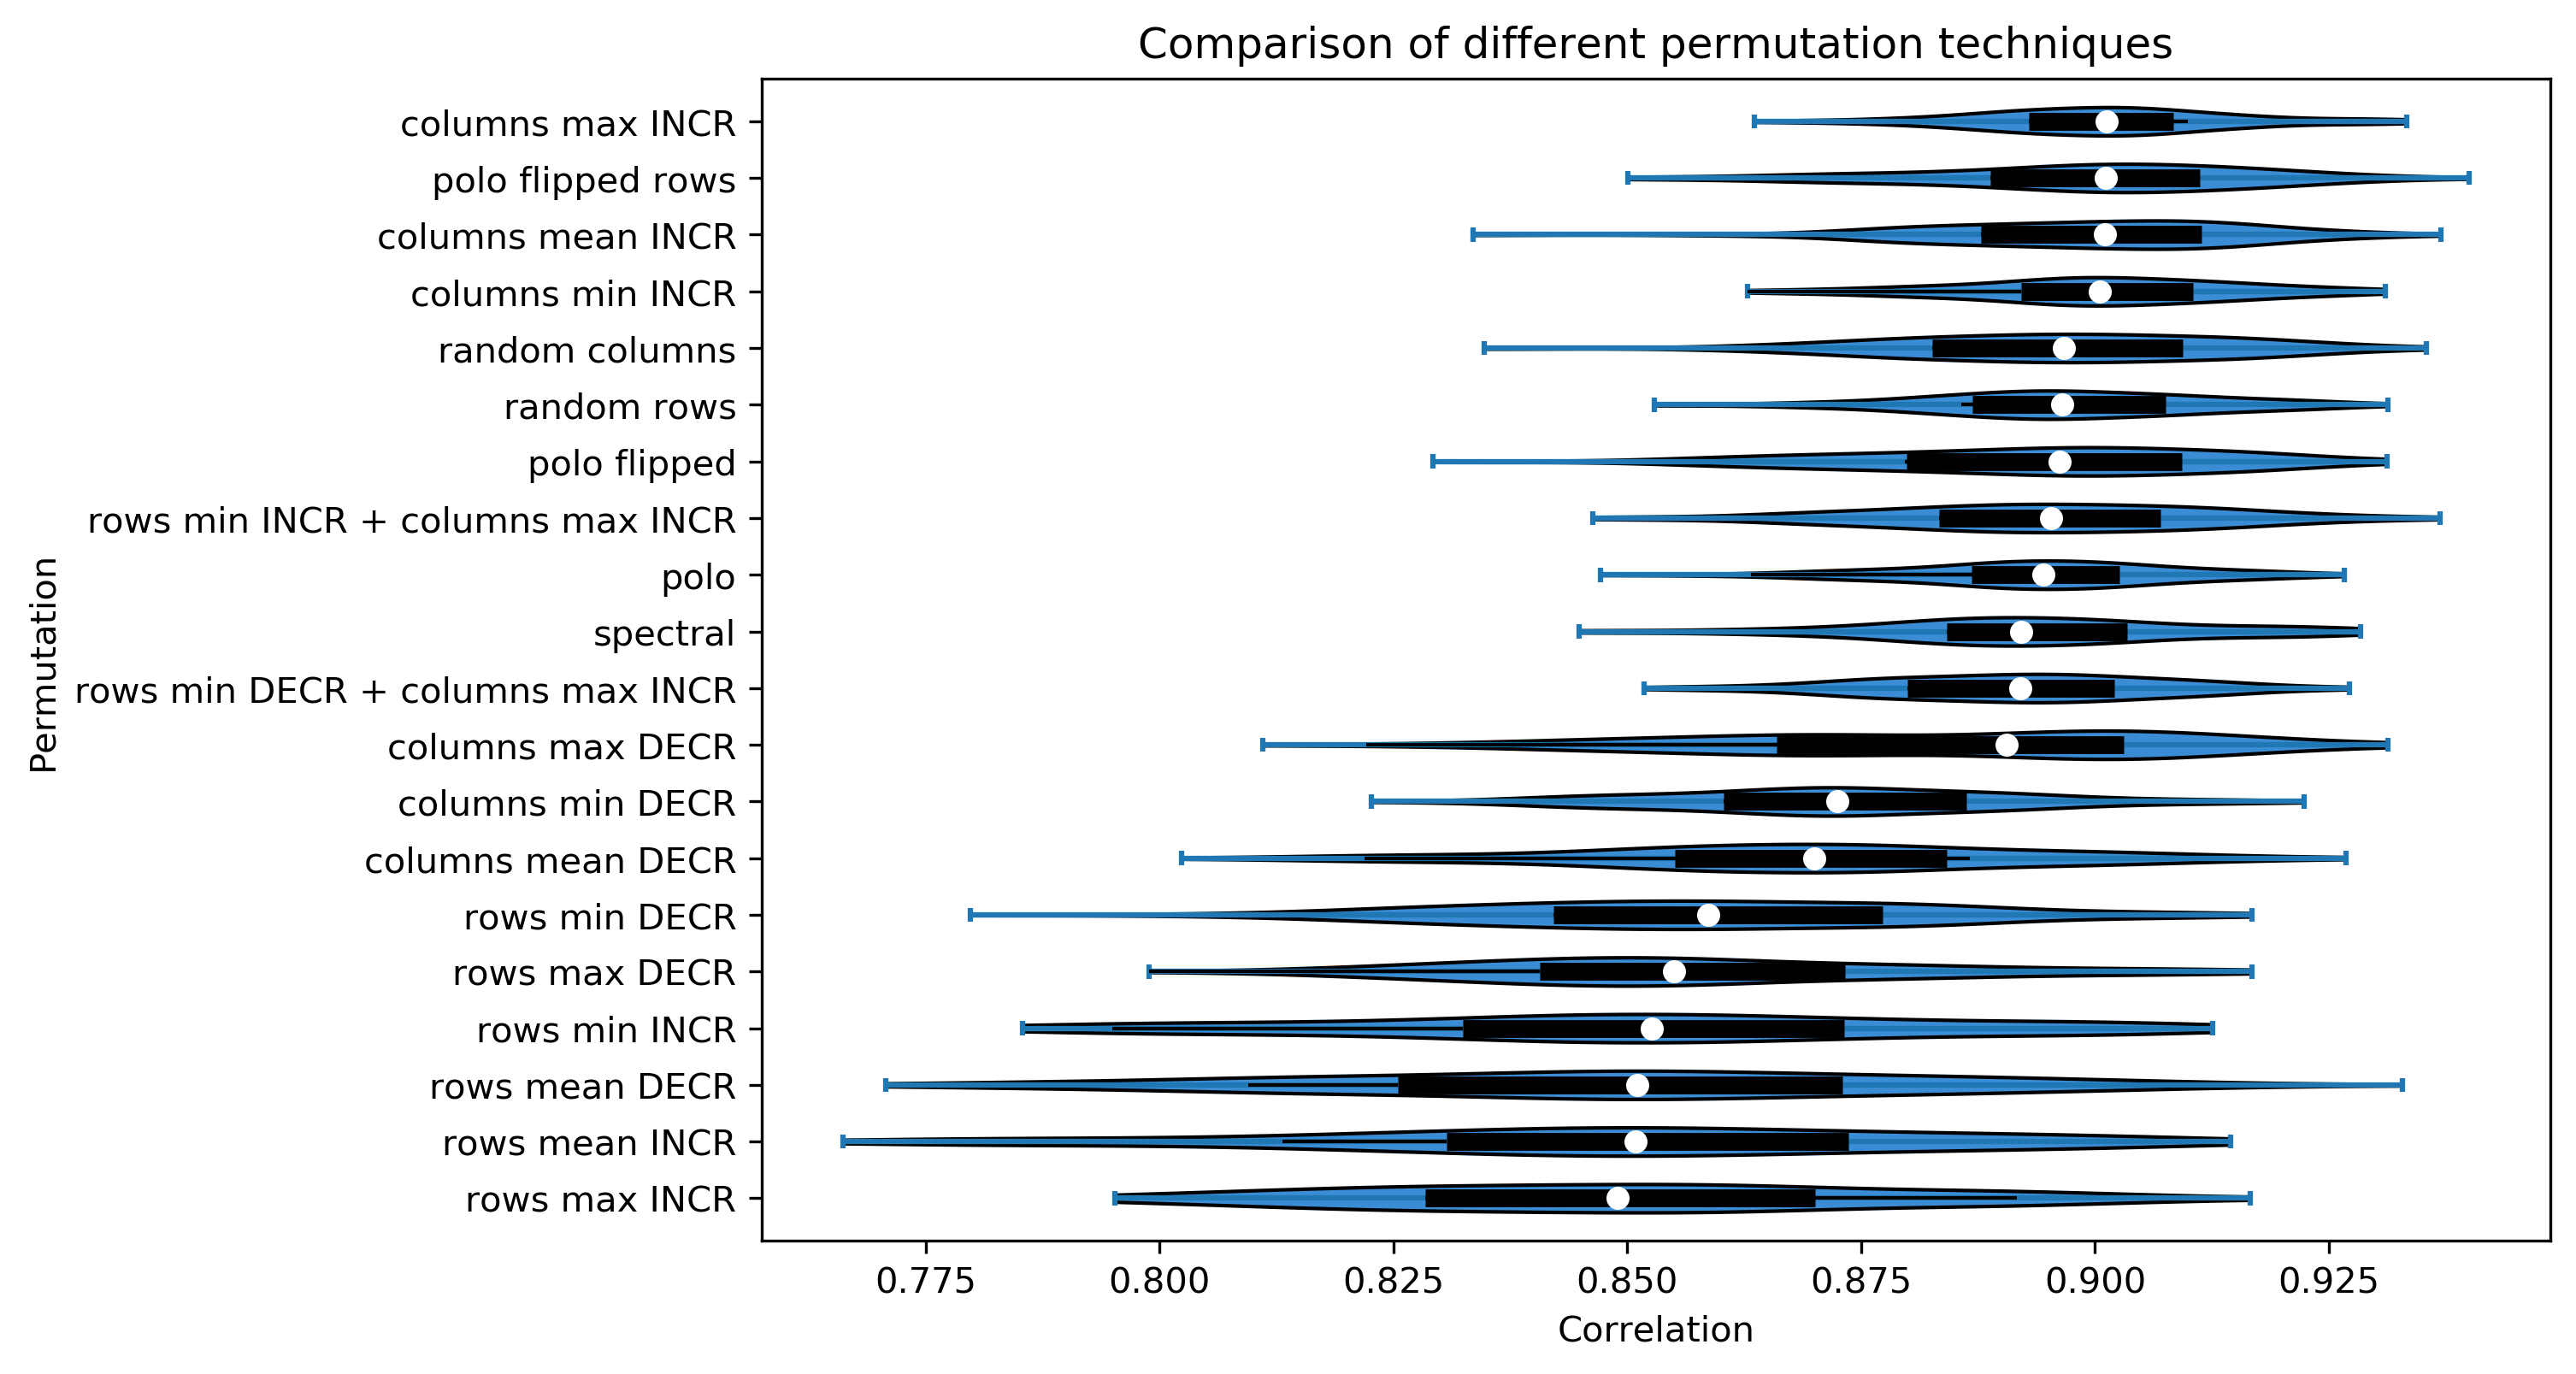 Comparison of different permutation techniques
Permutation
columns max INCR
polo flipped rows
columns mean INCR
columns min INCR
random columns
random rows
polo flipped
rows min INCR + columns max INCR
polo
spectral
rows min DECR + columns max INCR
columns max DECR
columns min DECR
columns mean DECR
rows min DECR
rows max DECR
rows min INCR
rows mean DECR
rows mean INCR
rows max INCR
0.775 0.800 0.825 0.850 0.875 0.900 0.925
Correlation